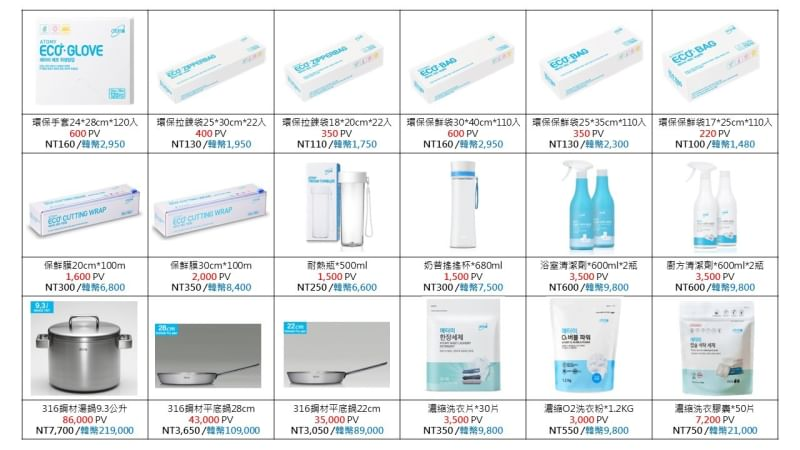 ATOMY
ECO GLOVE
ECO ZIPPERBAG
ECO ZIPPERBAG
ECO BAG
ECO BAG
ECO BAG
環保手套24*28cm*120入
600 PV
NT160/韓幣2,950
環保拉鍊袋25*30cm*22入
400 PV
NT130/韓幣1,950
環保拉鍊袋18*20cm*22入
350 PV
NT110/韓幣1,750
環保保鮮袋30*40cm*110入
600 PV
NT160/韓幣2,950
環保保鮮袋25*35cm*110入
350 PV
NT130/韓幣2,300
環保保鮮袋17*25cm*110入
220 PV
NT100/韓幣1,480
ECO CUTTING WRAP
ECO CUTTING WRAP
保鮮膜20cm*100m
1,600 PV
NT300/韓幣6,800
保鮮膜30cm*100m
2,000 PV
NT350/韓幣8,400
耐熱瓶*500ml
1,500 PV
NT250/韓幣6,600
奶昔搖搖杯*680ml
1,500 PV
NT300/韓幣7,500
浴室清潔劑*600ml*2瓶
3,500 PV
NT600/韓幣9,800
廚方清潔劑*600ml*2瓶
3,500 PV
NT600/韓幣9,800
9.3ℓ
28cm
22cm
애터미
한장세제
애터미
O₂버블 파워
애터미
캡슐 세탁 세제
316鋼材湯鍋9.3公升
86,000 PV
NT7,700/韓幣219,000
316鋼材平底鍋28cm
43,000 PV
NT3,650/韓幣109,000
316鋼材平底鍋22cm
35,000 PV
NT3,050/韓幣89,000
濃縮洗衣片*30片
3,500 PV
NT350/韓幣9,800
濃縮O2洗衣粉*1.2KG
3,000 PV
NT550/韓幣9,800
濃縮洗衣膠囊*50片
7,200 PV
NT750/韓幣21,000